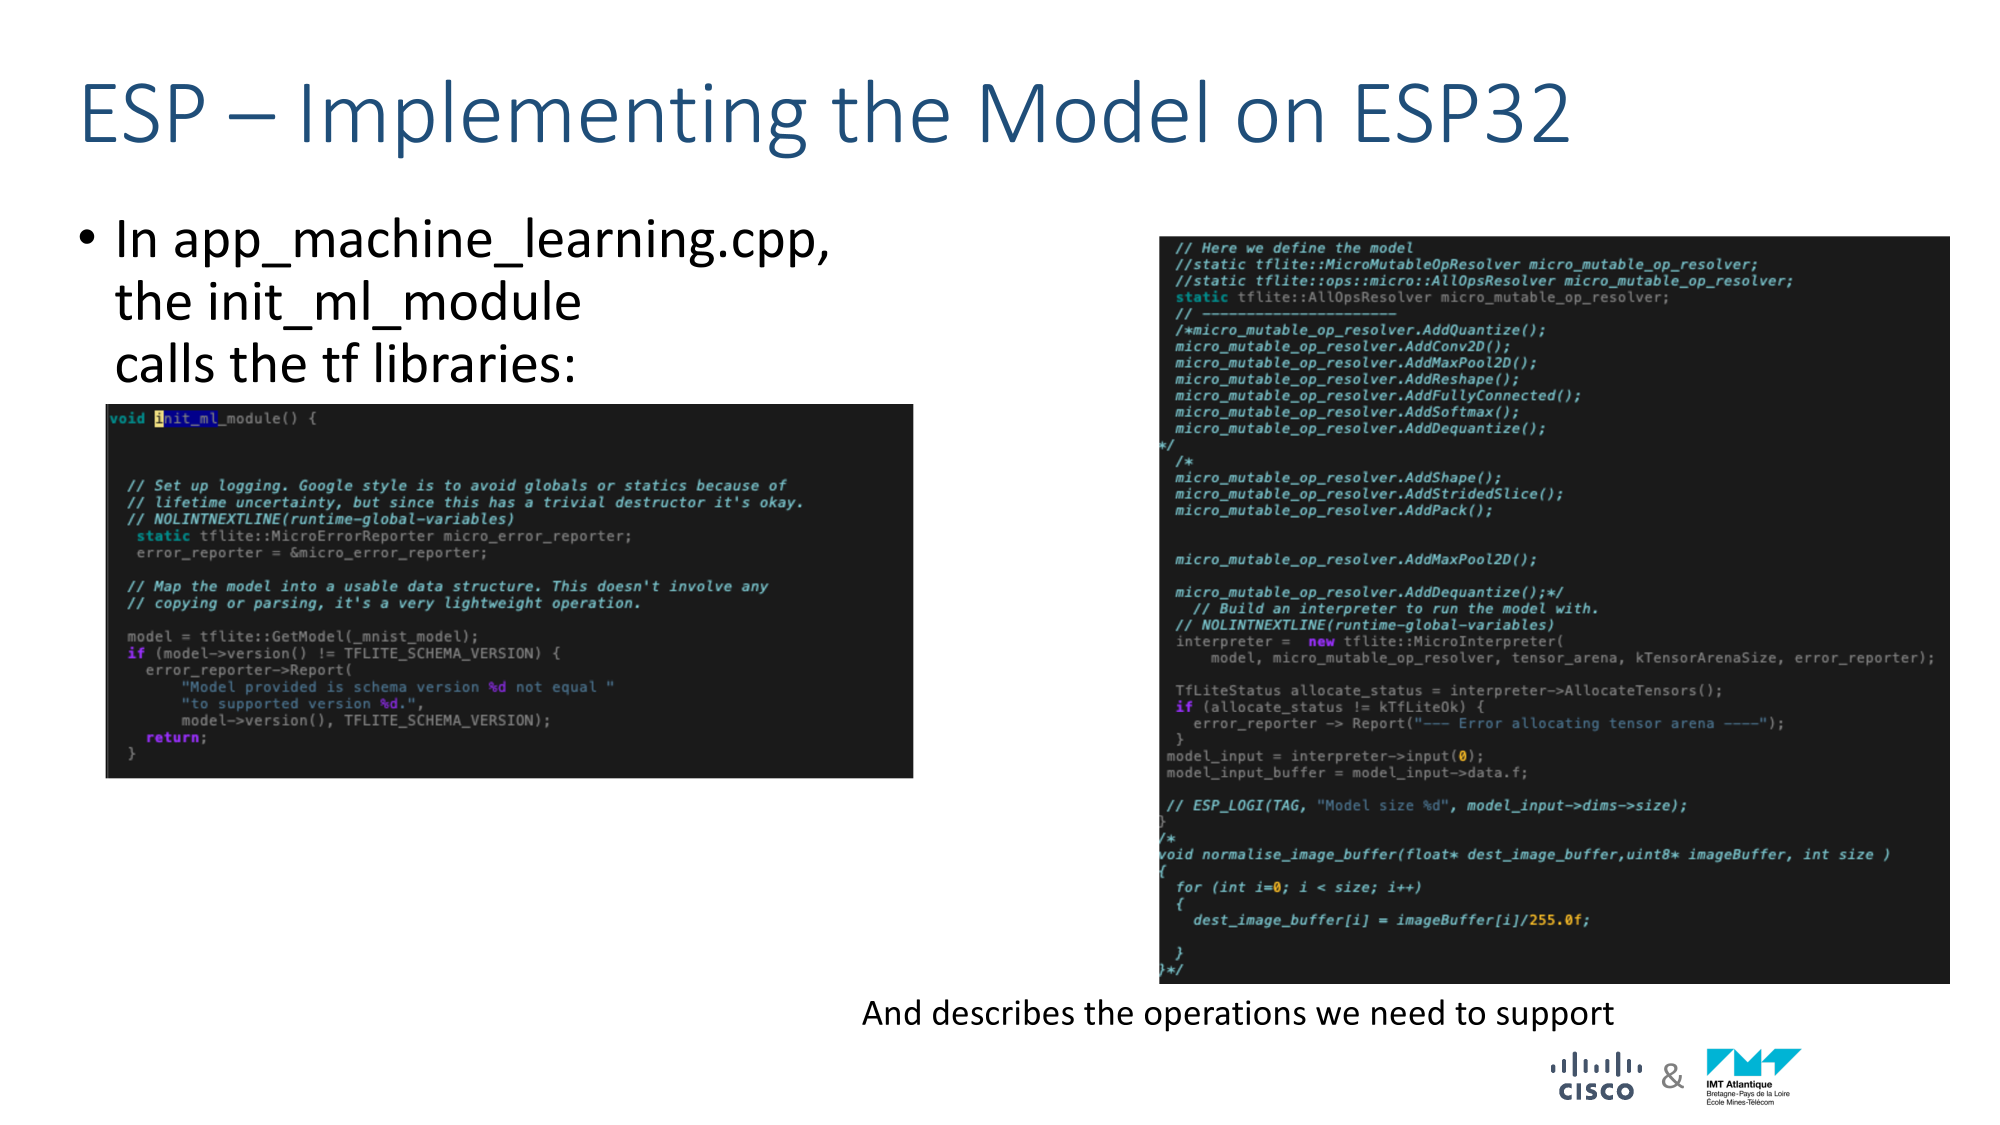 ESP – Implementing the Model on ESP32
• In app_machine_learning.cpp,
the init_ml_module
calls the tf libraries:
void init_ml_module() {
// Set up logging. Google style is to avoid globals or statics because of
// lifetime uncertainty, but since this has a trivial destructor it's okay.
// NOLINTNEXTLINE(runtime-global-variables)
static tflite::MicroErrorReporter micro_error_reporter;
error_reporter = &micro_error_reporter;
// Map the model into a usable data structure. This doesn't involve any
// copying or parsing, it's a very lightweight operation.
model = tflite::GetModel(_mnist_model);
if (model->version() != TFLITE_SCHEMA_VERSION) {
error_reporter->Report(
"Model provided is schema version %d not equal "
"to supported version %d.",
model->version(), TFLITE_SCHEMA_VERSION);
return;
}
// Here we define the model
//static tflite::MicroMutableOpResolver micro_mutable_op_resolver;
//static tflite::ops::micro::AllOpsResolver micro_mutable_op_resolver;
static tflite::AllOpsResolver micro_mutable_op_resolver;
// ----------------------
/*micro_mutable_op_resolver.AddQuantize();
micro_mutable_op_resolver.AddConv2D();
micro_mutable_op_resolver.AddMaxPool2D();
micro_mutable_op_resolver.AddReshape();
micro_mutable_op_resolver.AddFullyConnected();
micro_mutable_op_resolver.AddSoftmax();
micro_mutable_op_resolver.AddDequantize();
*/
/*
micro_mutable_op_resolver.AddShape();
micro_mutable_op_resolver.AddStridedSlice();
micro_mutable_op_resolver.AddPack();
micro_mutable_op_resolver.AddMaxPool2D();
micro_mutable_op_resolver.AddDequantize();*/
// Build an interpreter to run the model with.
// NOLINTNEXTLINE(runtime-global-variables)
interpreter = new tflite::MicroInterpreter(
model, micro_mutable_op_resolver, tensor_arena, kTensorArenaSize, error_reporter);
TfLiteStatus allocate_status = interpreter->AllocateTensors();
if (allocate_status != kTfLiteOk) {
error_reporter -> Report("--- Error allocating tensor arena ----");
}
model_input = interpreter->input(0);
model_input_buffer = model_input->data.f;
// ESP_LOGI(TAG, "Model size %d", model_input->dims->size);
}
/*
void normalise_image_buffer(float* dest_image_buffer,uint8* imageBuffer, int size )
{
for (int i=0; i < size; i++)
{
dest_image_buffer[i] = imageBuffer[i]/255.0f;
}
}*/
And describes the operations we need to support
CISCO & IMT Atlantique
Bretagne-Pays de la Loire
École Mines-Télécom